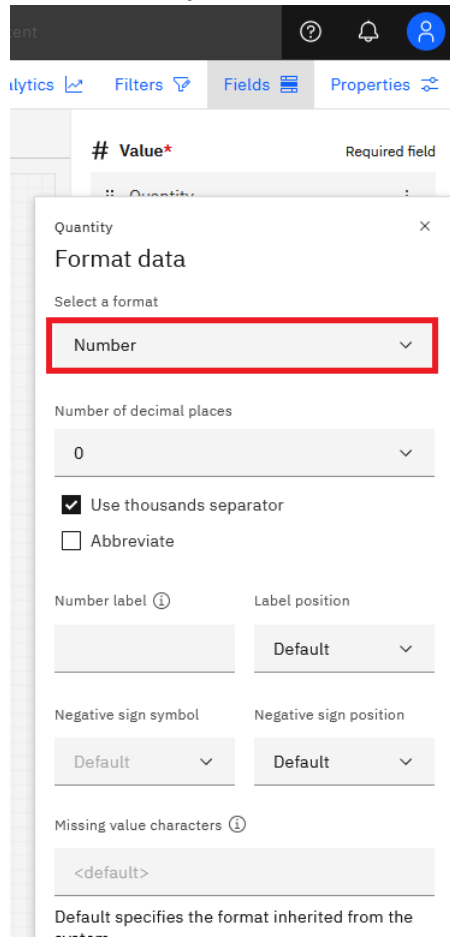 ent
alytics Filters Fields Properties
# Value* Required field
Quantity
Quantity
Format data
Select a format
Number
Number of decimal places
0
Use thousands separator
Abbreviate
Number label Label position
Default
Negative sign symbol Negative sign position
Default Default
Missing value characters
<default>
Default specifies the format inherited from the
system